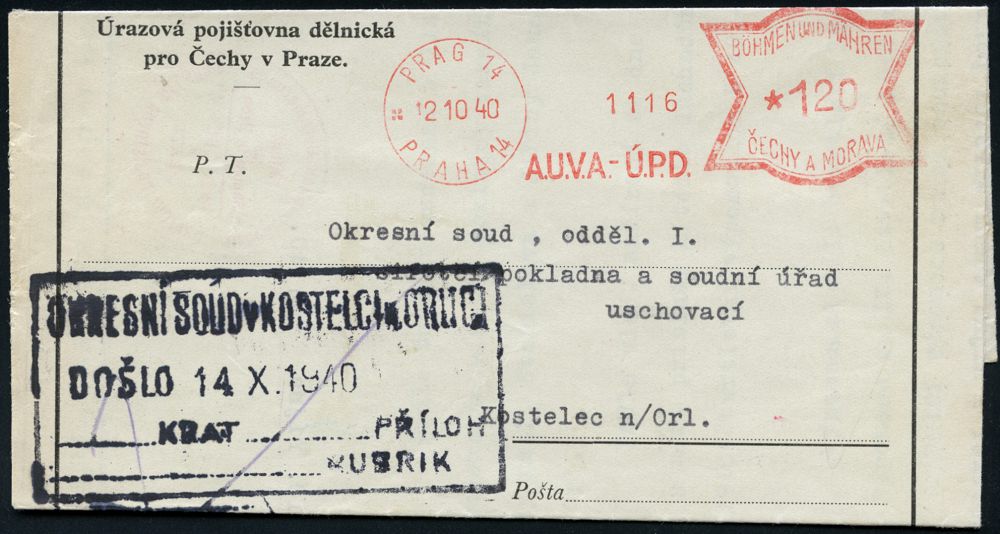 Úrazová pojišťovna dělnická
pro Čechy v Praze.
P. T.
PRAG 14
12 10 40
PRAHA 14
1116
A.U.V.A.-Ú.P.D.
BÖHMEN UND MÄHREN
*120
ČECHY A MORAVA
Okresní soud , odděl. I.
pokladna a soudní úřad
uschovací
OKRESNÍ SOUD v KOSTELCI n. ORLICÍ
DOŠLO 14 X. 1940
KRAT PŘÍLOH
RUBRIK
Kostelec n/Orl.
Pošta